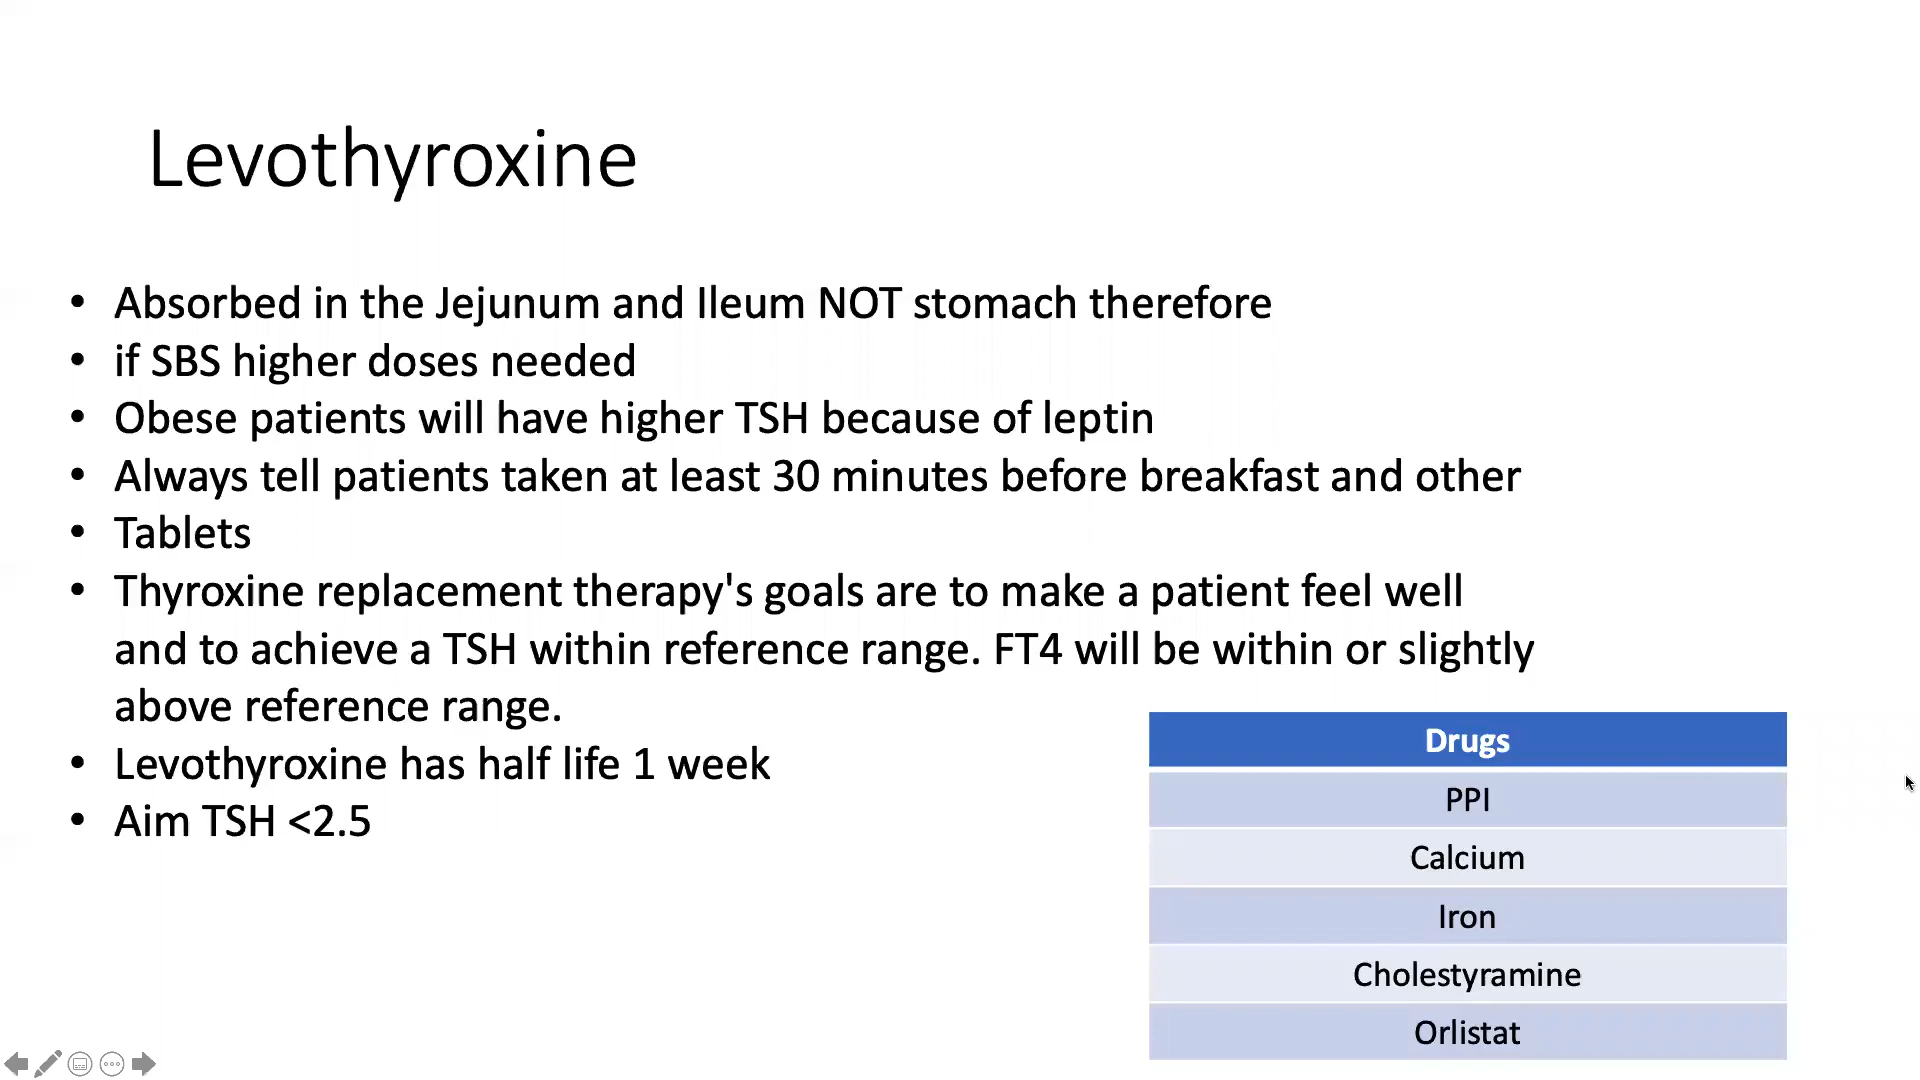 Levothyroxine
• Absorbed in the Jejunum and Ileum NOT stomach therefore
• if SBS higher doses needed
• Obese patients will have higher TSH because of leptin
• Always tell patients taken at least 30 minutes before breakfast and other
• Tablets
• Thyroxine replacement therapy's goals are to make a patient feel well
and to achieve a TSH within reference range. FT4 will be within or slightly
above reference range.
• Levothyroxine has half life 1 week
• Aim TSH <2.5
Drugs
PPI
Calcium
Iron
Cholestyramine
Orlistat